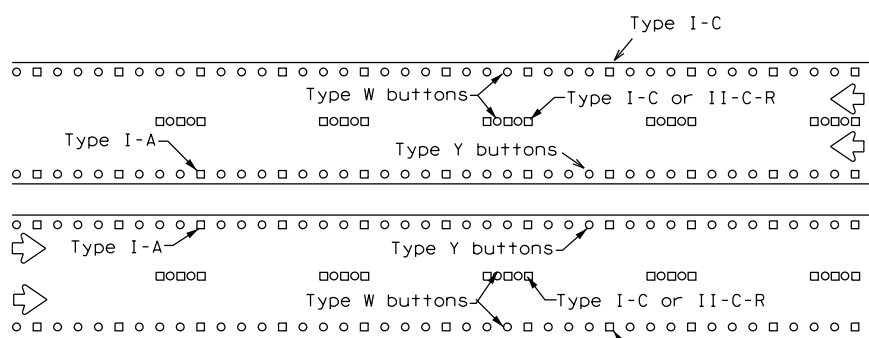 Type I-C
Type W buttons
Type I-C or II-C-R
Type I-A
Type Y buttons
Type I-A
Type Y buttons
Type W buttons
Type I-C or II-C-R